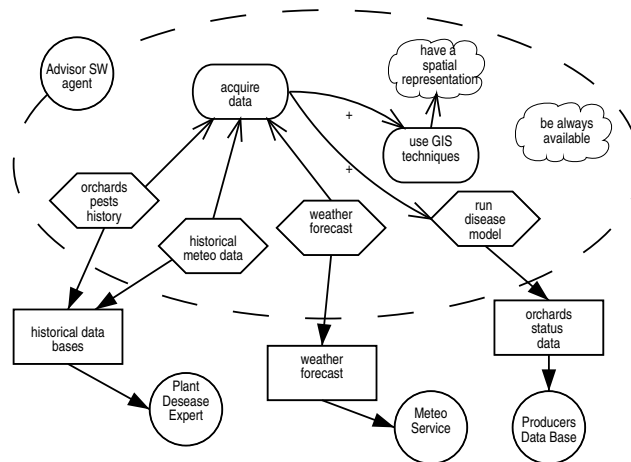 Advisor SW
agent
acquire
data
have a
spatial
representation
+
use GIS
techniques
be always
available
+
orchards
pests
history
historical
meteo data
weather
forecast
run
disease
model
historical data
bases
weather
forecast
orchards
status
data
Plant
Desease
Expert
Meteo
Service
Producers
Data Base